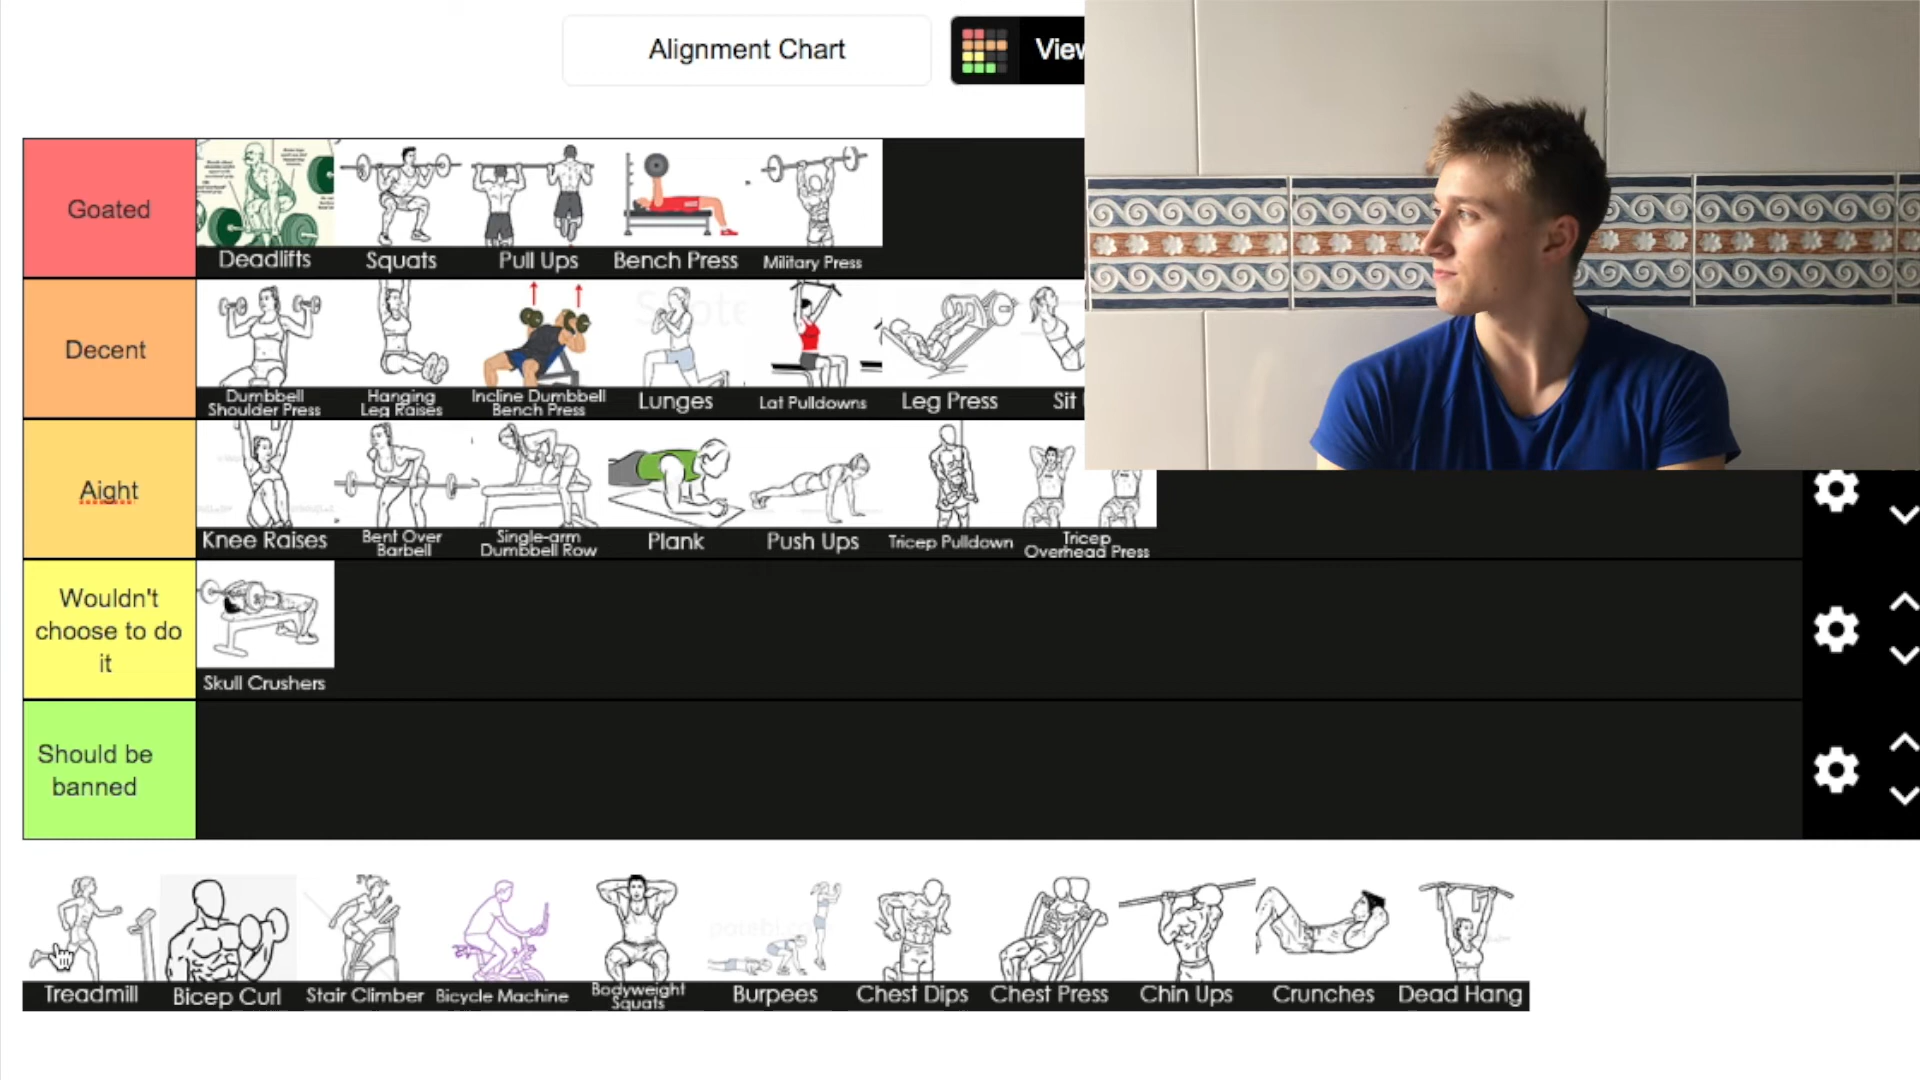 Alignment Chart
View
Goated
Deadlifts
Squats
Pull Ups
Bench Press
Military Press
Decent
Dumbbell
Shoulder Press
Hanging
Leg Raises
Incline Dumbbell
Bench Press
Lunges
Lat Pulldowns
Leg Press
Sit
Aight
Knee Raises
Bent Over
Barbell
Single-arm
Dumbbell Row
Plank
Push Ups
Tricep Pulldown
Tricep
Overhead Press
Wouldn't
choose to do
it
Skull Crushers
Should be
banned
Treadmill
Bicep Curl
Stair Climber
Bicycle Machine
Bodyweight
Squats
Burpees
Chest Dips
Chest Press
Chin Ups
Crunches
Dead Hang